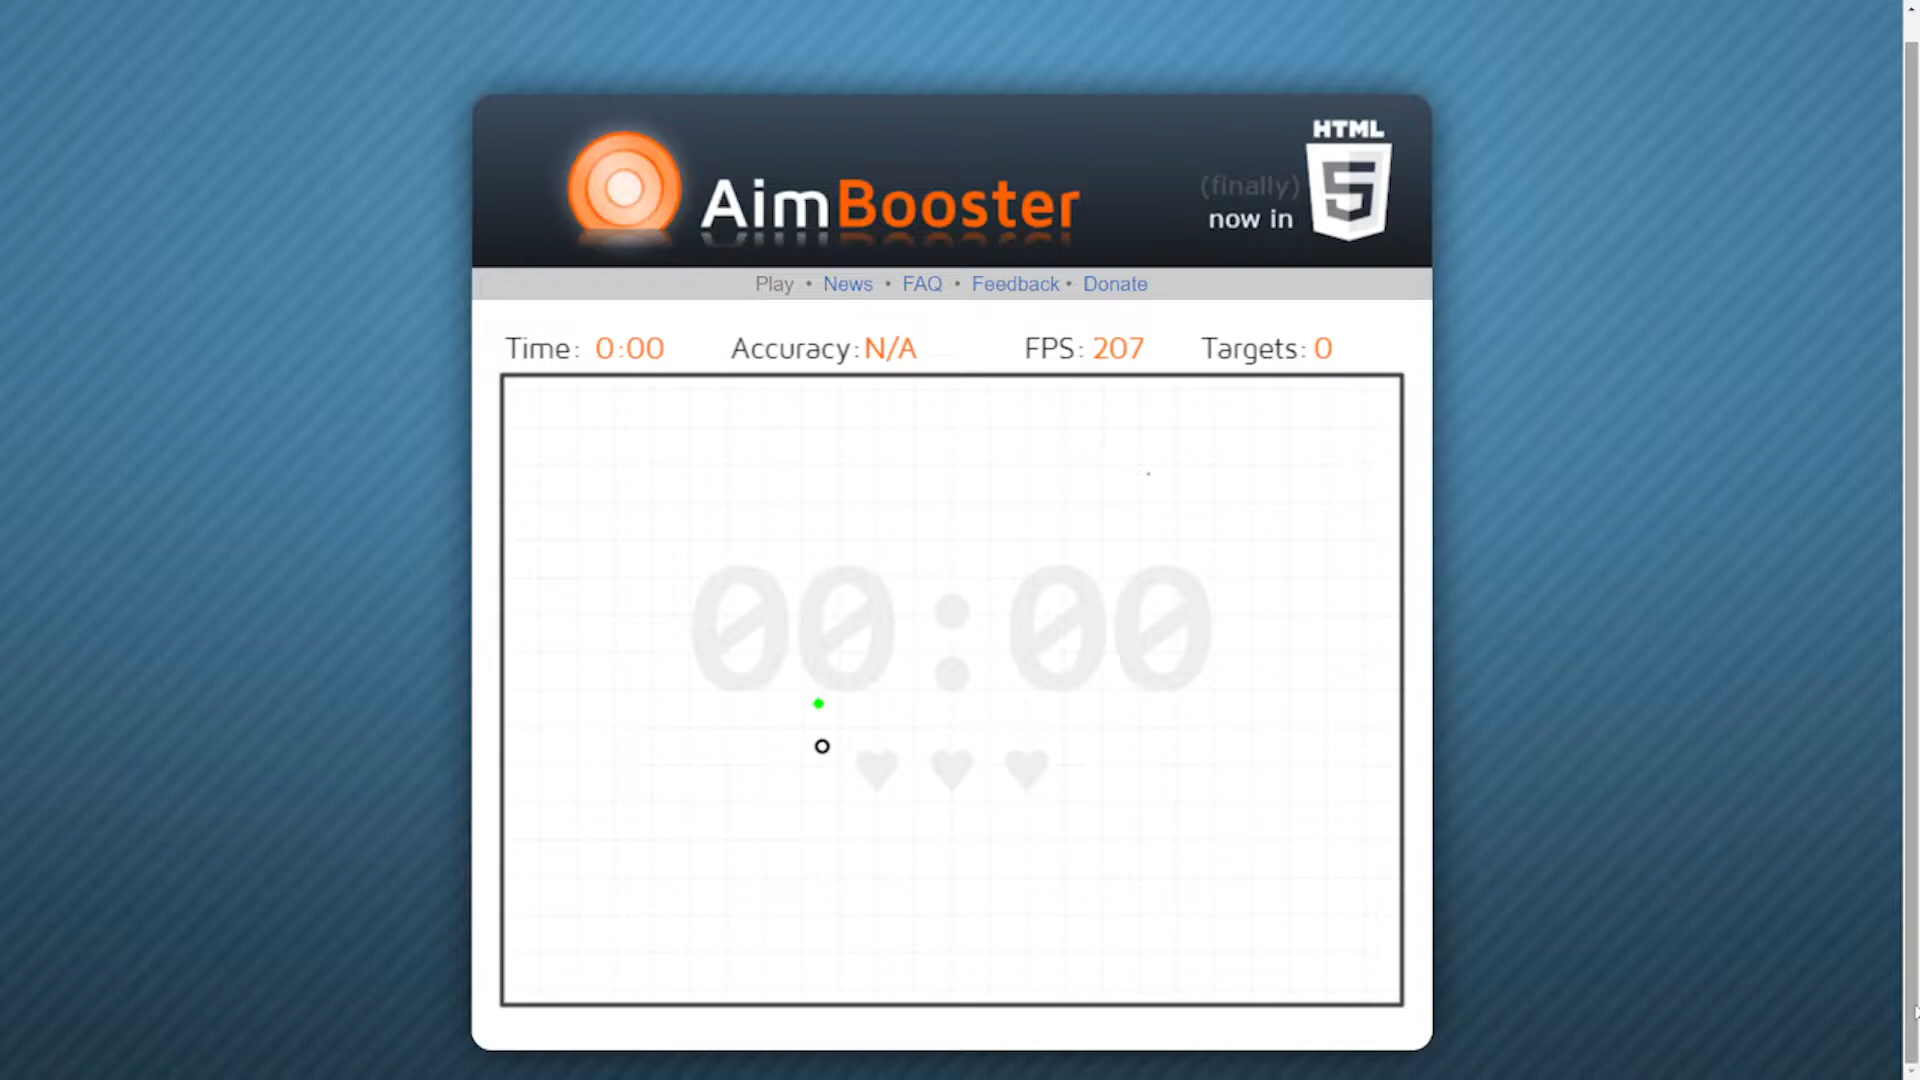 HTML
5
AimBooster
(finally)
now in
Play • News • FAQ • Feedback • Donate
Time: 0:00 Accuracy: N/A FPS: 207 Targets: 0
00:00